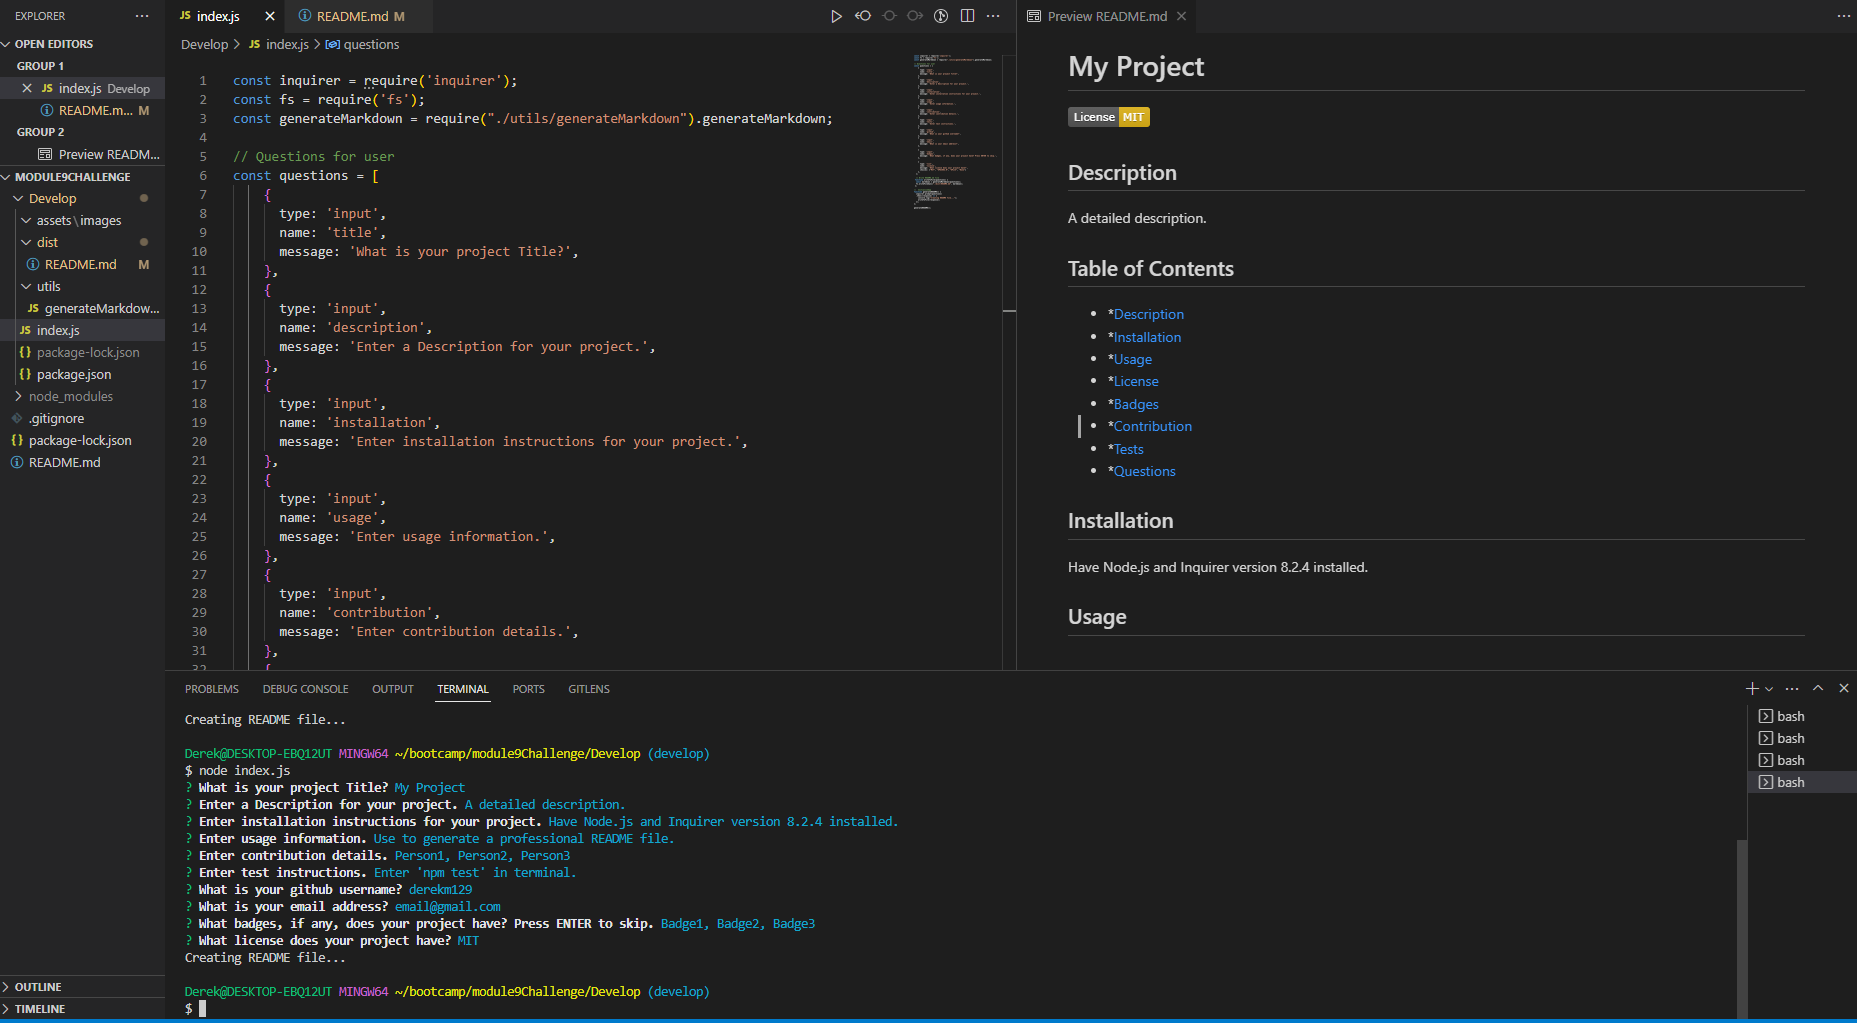 EXPLORER
OPEN EDITORS
GROUP 1
index.js Develop
README.m... M
GROUP 2
Preview READM...
MODULE9CHALLENGE
Develop
assets\images
dist
README.md M
utils
JS generateMarkdow...
JS index.js
{} package-lock.json
{} package.json
node_modules
.gitignore
{} package-lock.json
README.md
OUTLINE
TIMELINE
JS index.js
README.md M
Develop > JS index.js > questions
1 const inquirer = require('inquirer');
2 const fs = require('fs');
3 const generateMarkdown = require("./utils/generateMarkdown").generateMarkdown;
4
5 // Questions for user
6 const questions = [
7 {
8 type: 'input',
9 name: 'title',
10 message: 'What is your project Title?',
11 },
12 {
13 type: 'input',
14 name: 'description',
15 message: 'Enter a Description for your project.',
16 },
17 {
18 type: 'input',
19 name: 'installation',
20 message: 'Enter installation instructions for your project.',
21 },
22 {
23 type: 'input',
24 name: 'usage',
25 message: 'Enter usage information.',
26 },
27 {
28 type: 'input',
29 name: 'contribution',
30 message: 'Enter contribution details.',
31 },
32 {
Preview README.md
My Project
License MIT
Description
A detailed description.
Table of Contents
• *Description
• *Installation
• *Usage
• *License
• *Badges
• *Contribution
• *Tests
• *Questions
Installation
Have Node.js and Inquirer version 8.2.4 installed.
Usage
PROBLEMS DEBUG CONSOLE OUTPUT TERMINAL PORTS GITLENS
Creating README file...
Derek@DESKTOP-EBQ12UT MINGW64 ~/bootcamp/module9Challenge/Develop (develop)
$ node index.js
? What is your project Title? My Project
? Enter a Description for your project. A detailed description.
? Enter installation instructions for your project. Have Node.js and Inquirer version 8.2.4 installed.
? Enter usage information. Use to generate a professional README file.
? Enter contribution details. Person1, Person2, Person3
? Enter test instructions. Enter 'npm test' in terminal.
? What is your github username? derekm129
? What is your email address? email@gmail.com
? What badges, if any, does your project have? Press ENTER to skip. Badge1, Badge2, Badge3
? What license does your project have? MIT
Creating README file...
Derek@DESKTOP-EBQ12UT MINGW64 ~/bootcamp/module9Challenge/Develop (develop)
$
bash
bash
bash
bash